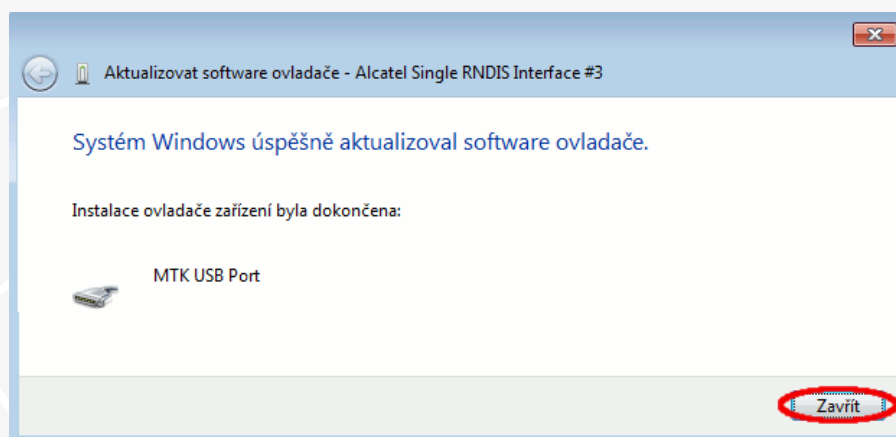 Aktualizovat software ovladače - Alcatel Single RNDIS Interface #3
Systém Windows úspěšně aktualizoval software ovladače.
Instalace ovladače zařízení byla dokončena:
MTK USB Port
Zavřít